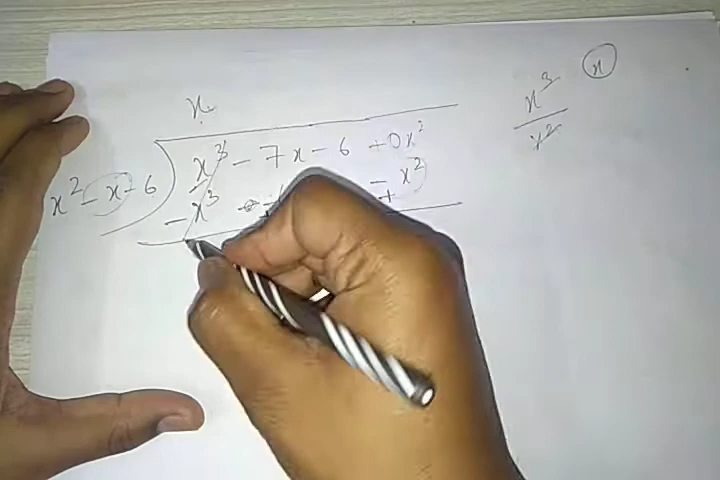 x
x² - x - 6 ) x³ - 7x - 6 + 0x²
- x³ - x²
+
x³
x²
x